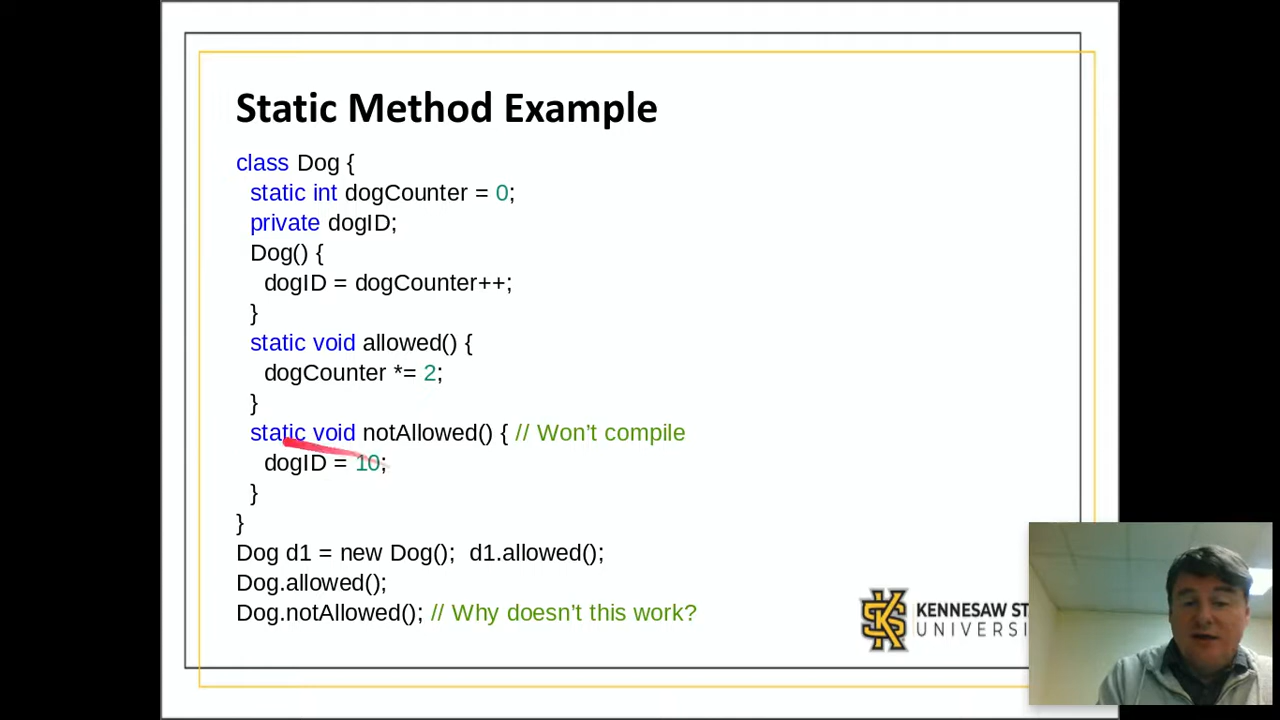 Static Method Example
class Dog {
static int dogCounter = 0;
private dogID;
Dog() {
dogID = dogCounter++;
}
static void allowed() {
dogCounter *= 2;
}
static void notAllowed() { // Won't compile
dogID = 10;
}
}
Dog d1 = new Dog();  d1.allowed();
Dog.allowed();
Dog.notAllowed(); // Why doesn't this work?
KENNESAW ST
UNIVERSI